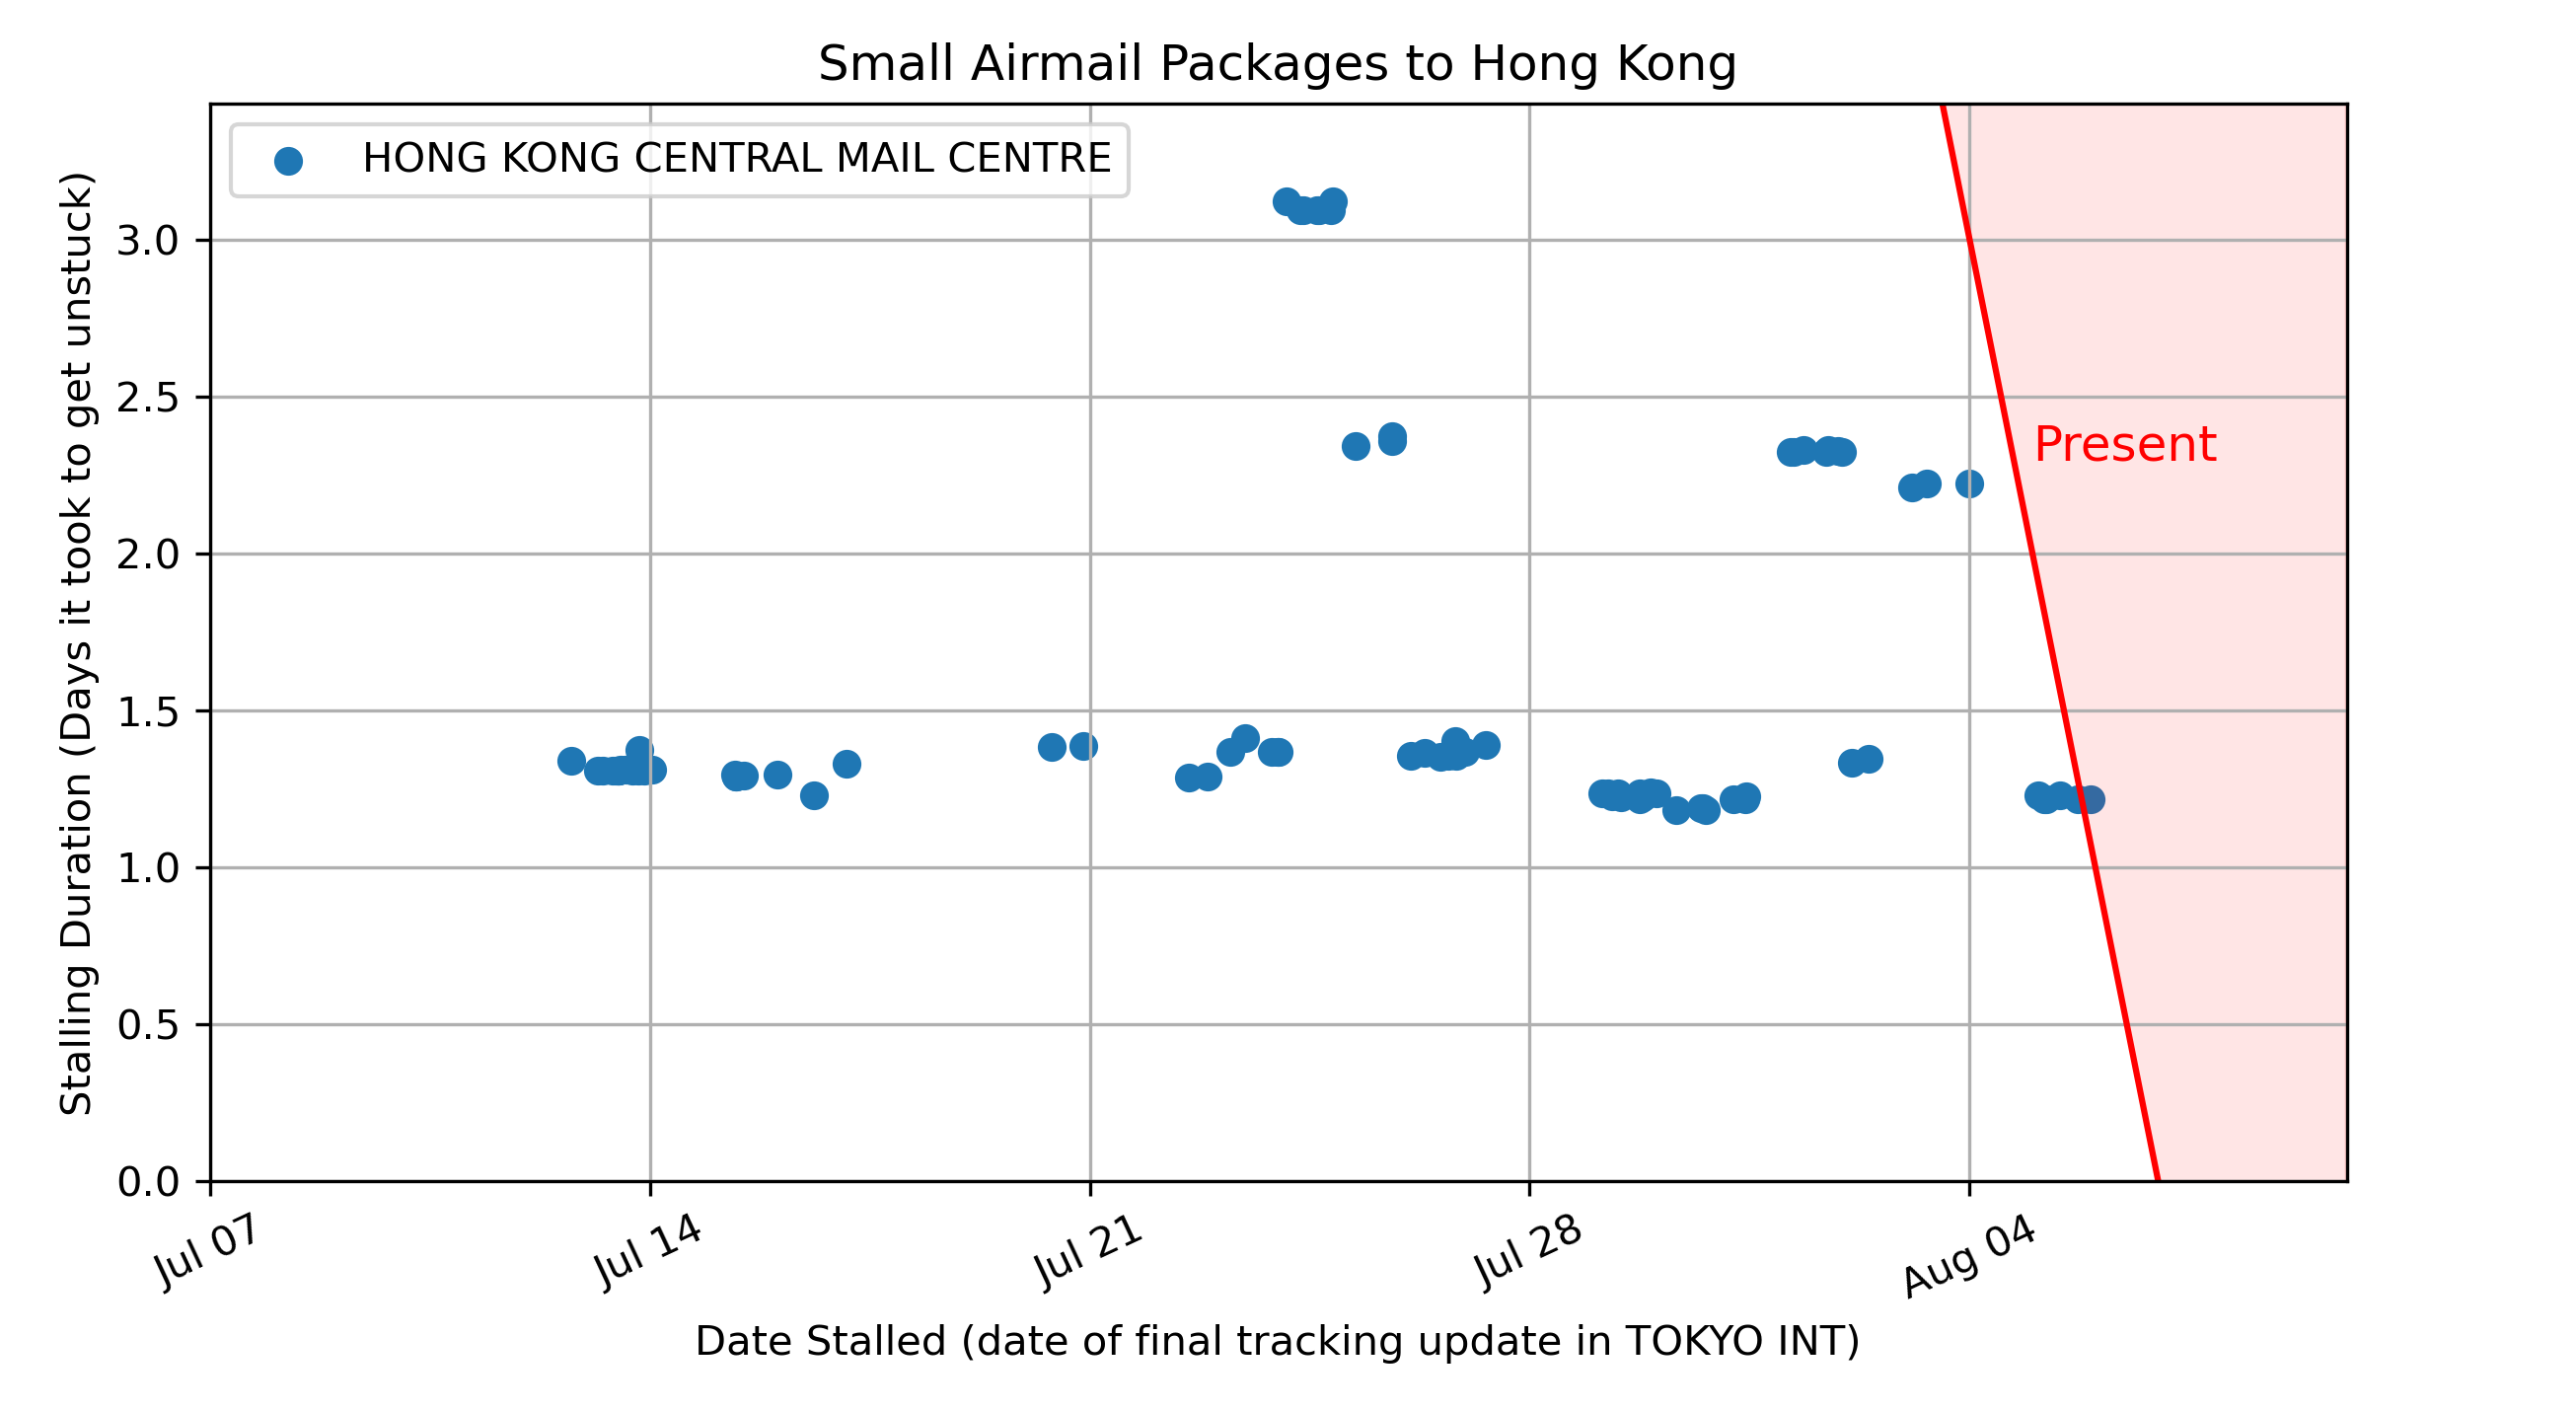 Small Airmail Packages to Hong Kong
HONG KONG CENTRAL MAIL CENTRE
Present
Stalling Duration (Days it took to get unstuck)
3.0
2.5
2.0
1.5
1.0
0.5
0.0
Jul 07
Jul 14
Jul 21
Jul 28
Aug 04
Date Stalled (date of final tracking update in TOKYO INT)